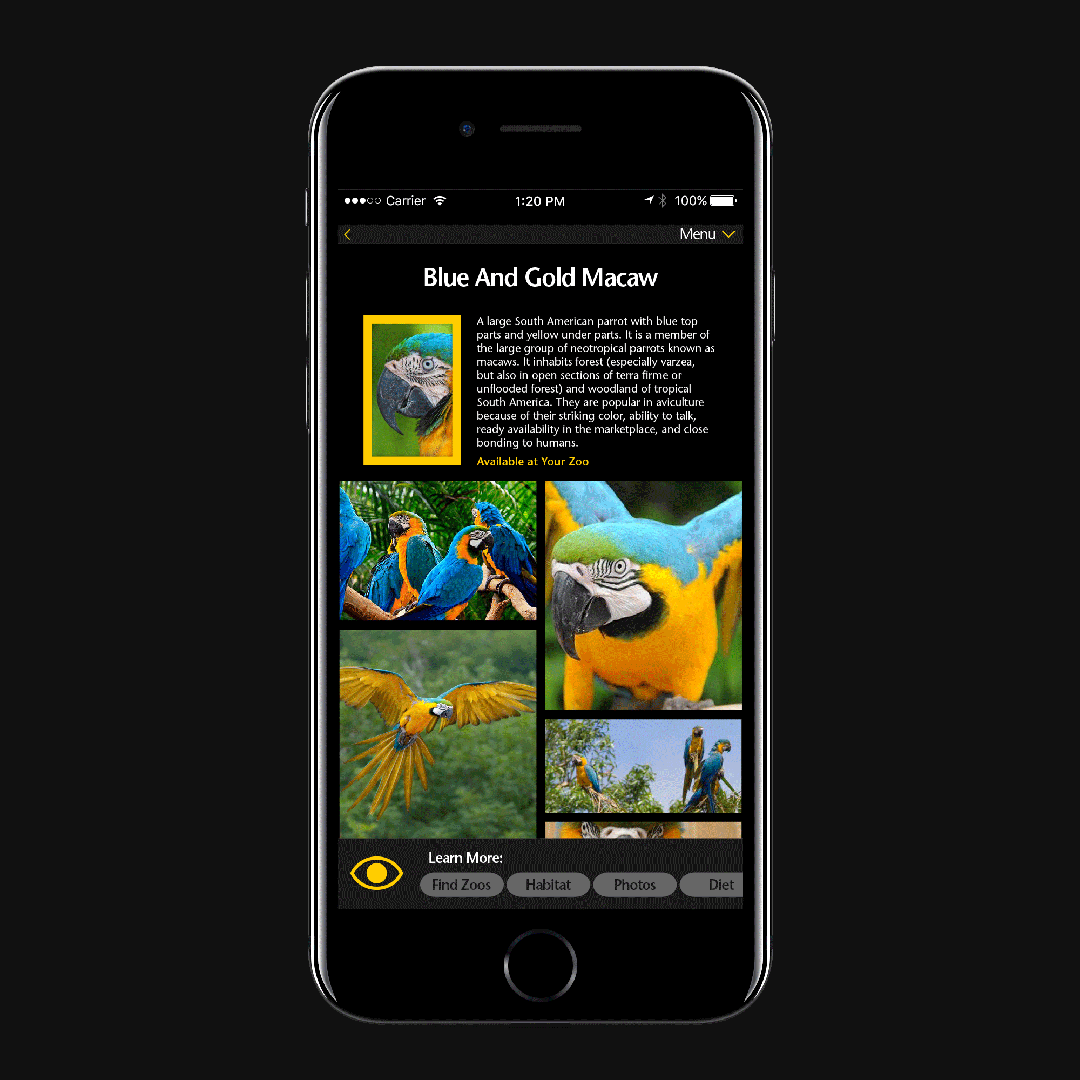 Carrier 1:20 PM 100%
Menu
Blue And Gold Macaw
A large South American parrot with blue top
parts and yellow under parts. It is a member of
the large group of neotropical parrots known as
macaws. It inhabits forest (especially varzea,
but also in open sections of terra firme or
unflooded forest) and woodland of tropical
South America. They are popular in aviculture
because of their striking color, ability to talk,
ready availability in the marketplace, and close
bonding to humans.
Available at Your Zoo
Learn More:
Find Zoos Habitat Photos Diet